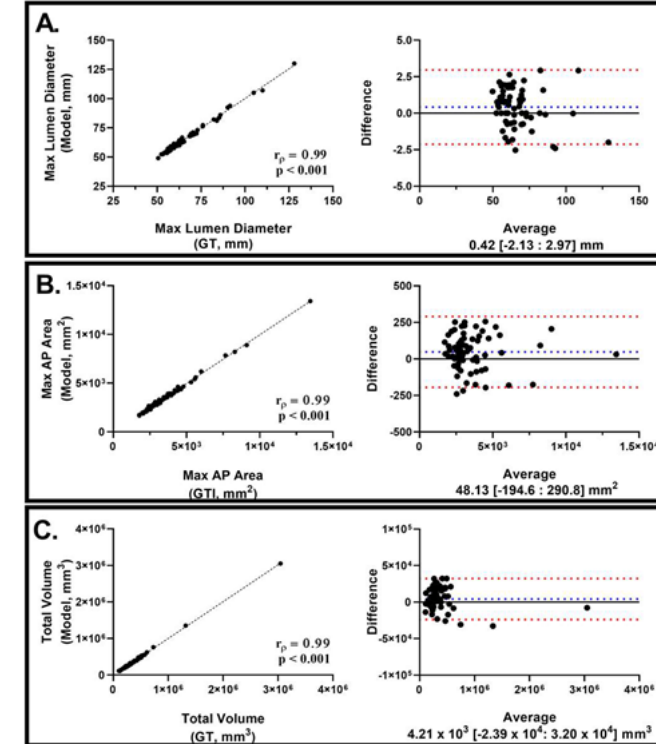 A.
Max Lumen Diameter
(Model, mm)
150
125
100
75
50
25
25 50 75 100 125 150
rρ = 0.99
p < 0.001
Max Lumen Diameter
(GT, mm)
Difference
5.0
2.5
0.0
-2.5
-5.0
0 50 100 150
Average
0.42 [-2.13 : 2.97] mm
B.
Max AP Area
(Model, mm²)
1.5×10⁴
10⁴
5×10³
0
0 5×10³ 10⁴ 1.5×10⁴
rρ = 0.99
p < 0.001
Max AP Area
(GTI, mm²)
Difference
500
250
0
-250
-500
0 5×10³ 10⁴ 1.5×10⁴
Average
48.13 [-194.6 : 290.8] mm²
C.
Total Volume
(Model, mm³)
4×10⁶
3×10⁶
2×10⁶
1×10⁶
0
0 1×10⁶ 2×10⁶ 3×10⁶ 4×10⁶
rρ = 0.99
p < 0.001
Total Volume
(GT, mm³)
Difference
1×10⁵
5×10⁴
0
-5×10⁴
-1×10⁵
0 1×10⁶ 2×10⁶ 3×10⁶ 4×10⁶
Average
4.21 x 10³ [-2.39 x 10⁴: 3.20 x 10⁴] mm³